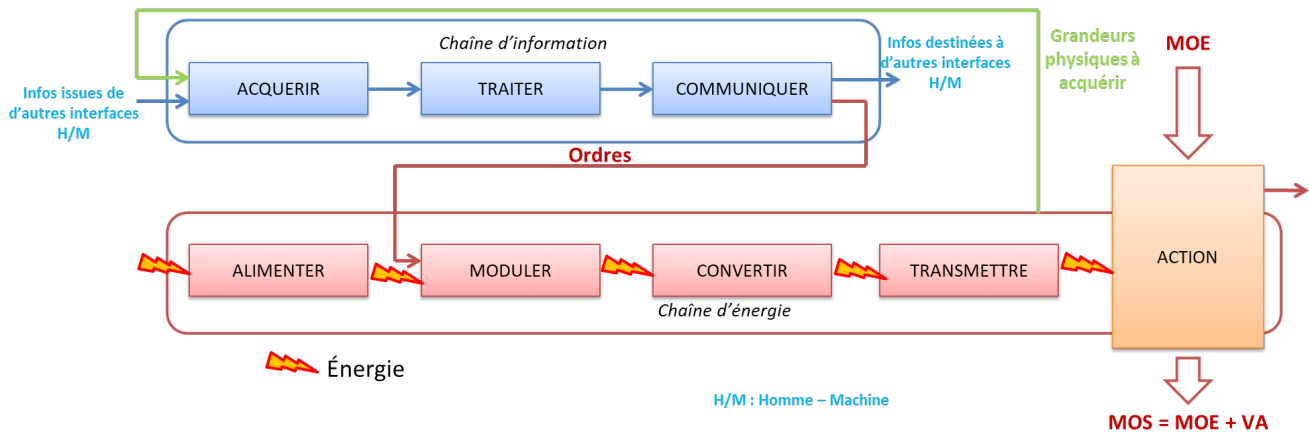 Chaîne d'information
ACQUERIR
TRAITER
COMMUNIQUER
Infos issues de
d'autres interfaces
H/M
Infos destinées à
d'autres interfaces
H/M
Grandeurs
physiques à
acquérir
MOE
Ordres
ALIMENTER
MODULER
CONVERTIR
TRANSMETTRE
ACTION
Chaîne d'énergie
Énergie
H/M : Homme – Machine
MOS = MOE + VA